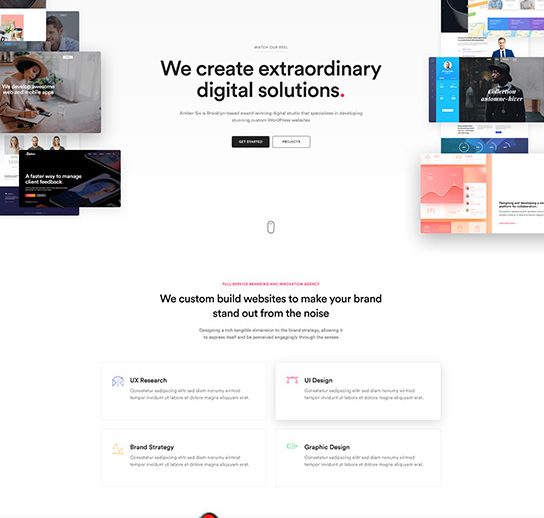 WATCH OUR REEL
We create extraordinary
digital solutions.
Amber Six is Brooklyn-based award-winning digital studio that specializes in developing
stunning custom WordPress websites
GET STARTED
PROJECTS
We develop awesome
web and mobile apps
A faster way to manage
client feedback.
Collection
automne-hiver
Designing and developing a
platform for collaboration.
FULL-SERVICE BRANDING AND INNOVATION AGENCY
We custom build websites to make your brand
stand out from the noise
Designing a rich tangible dimension to the brand strategy, allowing it
to express itself and be perceived engagingly through the senses
UX Research
Consetetur sadipscing elitr sed diam nonumy eirmod
tempor invidunt ut labore et dolore magna aliquyam erat.
UI Design
Consetetur sadipscing elitr sed diam nonumy eirmod
tempor invidunt ut labore et dolore magna aliquyam erat.
Brand Strategy
Consetetur sadipscing elitr sed diam nonumy eirmod
tempor invidunt ut labore et dolore magna aliquyam erat.
Graphic Design
Consetetur sadipscing elitr sed diam nonumy eirmod
tempor invidunt ut labore et dolore magna aliquyam erat.